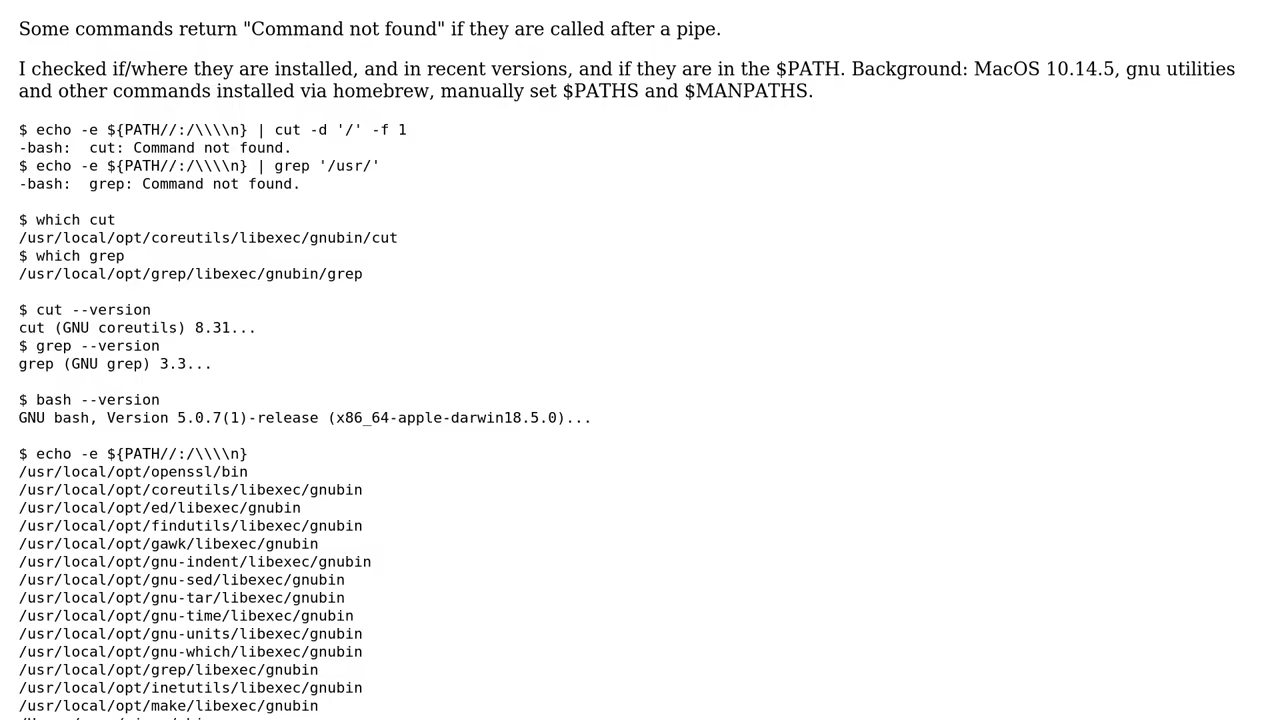 Some commands return "Command not found" if they are called after a pipe.
I checked if/where they are installed, and in recent versions, and if they are in the $PATH. Background: MacOS 10.14.5, gnu utilities
and other commands installed via homebrew, manually set $PATHS and $MANPATHS.
$ echo -e ${PATH//:/\\\\n} | cut -d '/' -f 1
-bash:  cut: Command not found.
$ echo -e ${PATH//:/\\\\n} | grep '/usr/'
-bash:  grep: Command not found.
$ which cut
/usr/local/opt/coreutils/libexec/gnubin/cut
$ which grep
/usr/local/opt/grep/libexec/gnubin/grep
$ cut --version
cut (GNU coreutils) 8.31...
$ grep --version
grep (GNU grep) 3.3...
$ bash --version
GNU bash, Version 5.0.7(1)-release (x86_64-apple-darwin18.5.0)...
$ echo -e ${PATH//:/\\\\n}
/usr/local/opt/openssl/bin
/usr/local/opt/coreutils/libexec/gnubin
/usr/local/opt/ed/libexec/gnubin
/usr/local/opt/findutils/libexec/gnubin
/usr/local/opt/gawk/libexec/gnubin
/usr/local/opt/gnu-indent/libexec/gnubin
/usr/local/opt/gnu-sed/libexec/gnubin
/usr/local/opt/gnu-tar/libexec/gnubin
/usr/local/opt/gnu-time/libexec/gnubin
/usr/local/opt/gnu-units/libexec/gnubin
/usr/local/opt/gnu-which/libexec/gnubin
/usr/local/opt/grep/libexec/gnubin
/usr/local/opt/inetutils/libexec/gnubin
/usr/local/opt/make/libexec/gnubin